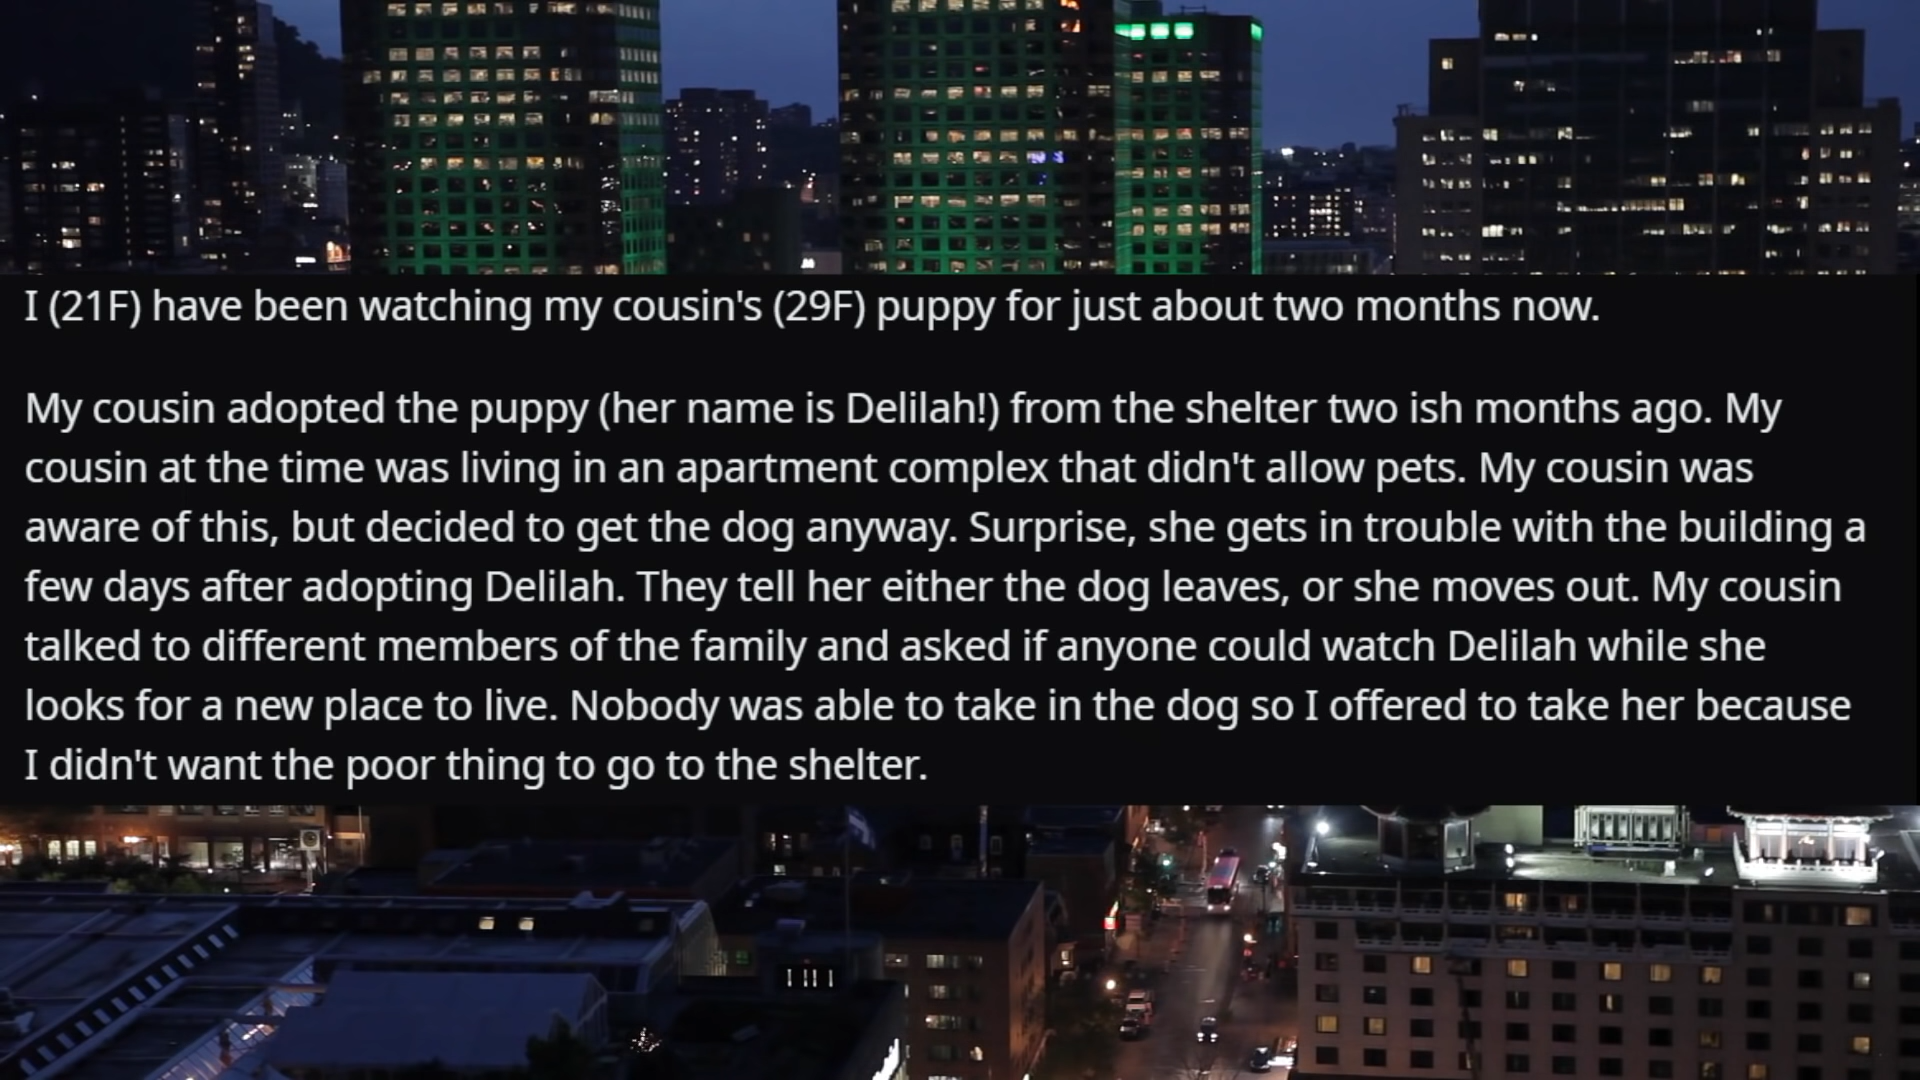 I (21F) have been watching my cousin's (29F) puppy for just about two months now.
My cousin adopted the puppy (her name is Delilah!) from the shelter two ish months ago. My
cousin at the time was living in an apartment complex that didn't allow pets. My cousin was
aware of this, but decided to get the dog anyway. Surprise, she gets in trouble with the building a
few days after adopting Delilah. They tell her either the dog leaves, or she moves out. My cousin
talked to different members of the family and asked if anyone could watch Delilah while she
looks for a new place to live. Nobody was able to take in the dog so I offered to take her because
I didn't want the poor thing to go to the shelter.